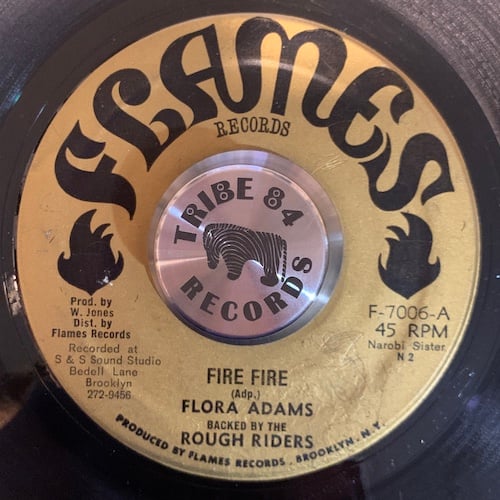 FLAMES
RECORDS
TRIBE 84
RECORDS
Prod. by
W. Jones
Dist. by
Flames Records
Recorded at
S & S Sound Studio
Bedell Lane
Brooklyn
272-9456
F-7006-A
45 RPM
Narobi Sister
N 2
FIRE FIRE
(Adp.)
FLORA ADAMS
BACKED BY THE
ROUGH RIDERS
PRODUCED BY FLAMES RECORDS . BROOKLYN. N.Y.